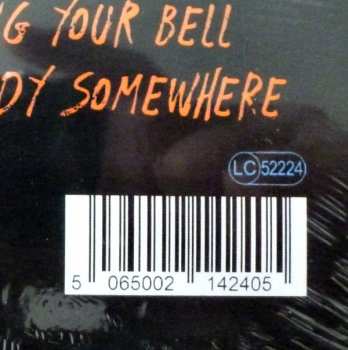 G YOUR BELL
DY SOMEWHERE
LC 52224
5 065002 142405